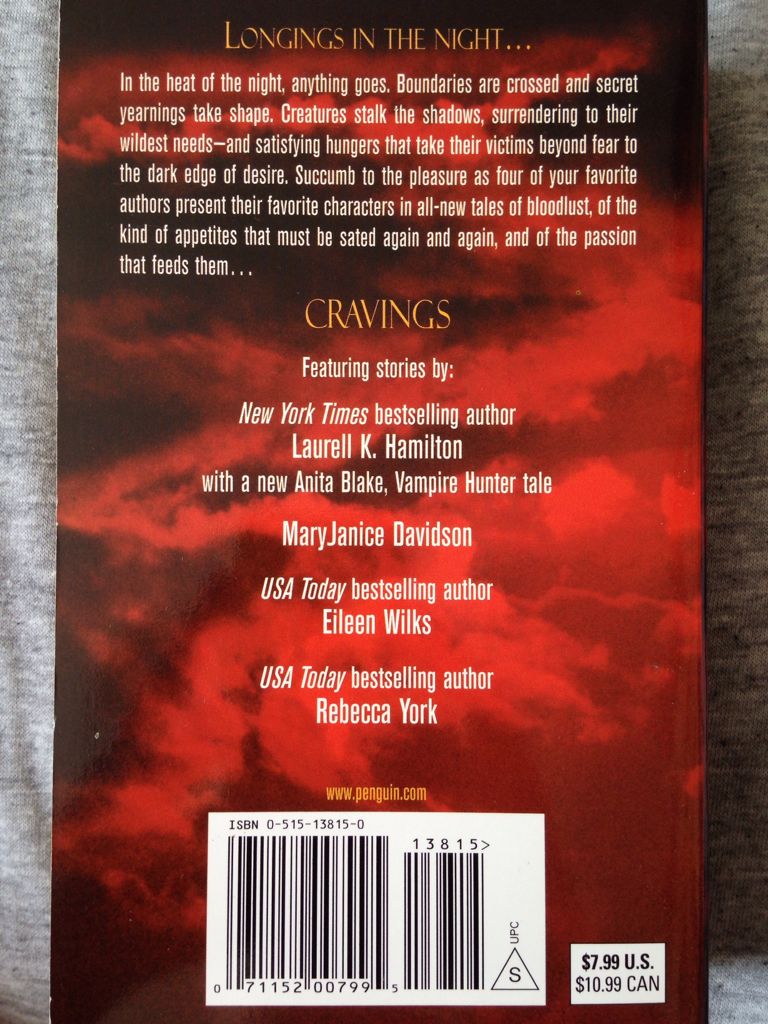 LONGINGS IN THE NIGHT...
In the heat of the night, anything goes. Boundaries are crossed and secret
yearnings take shape. Creatures stalk the shadows, surrendering to their
wildest needs—and satisfying hungers that take their victims beyond fear to
the dark edge of desire. Succumb to the pleasure as four of your favorite
authors present their favorite characters in all-new tales of bloodlust, of the
kind of appetites that must be sated again and again, and of the passion
that feeds them...
CRAVINGS
Featuring stories by:
New York Times bestselling author
Laurell K. Hamilton
with a new Anita Blake, Vampire Hunter tale
MaryJanice Davidson
USA Today bestselling author
Eileen Wilks
USA Today bestselling author
Rebecca York
www.penguin.com
ISBN 0-515-13815-0
13815>
0 71152 00799 5
UPC
S
$7.99 U.S.
$10.99 CAN